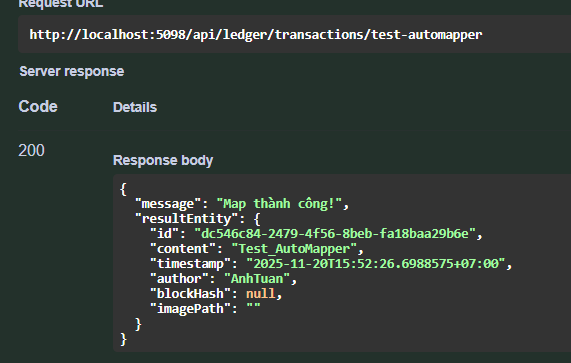 Request URL
http://localhost:5098/api/ledger/transactions/test-automapper
Server response
Code Details
200
Response body
{
"message": "Map thành công!",
"resultEntity": {
"id": "dc546c84-2479-4f56-8beb-fa18baa29b6e",
"content": "Test_AutoMapper",
"timestamp": "2025-11-20T15:52:26.6988575+07:00",
"author": "AnhTuan",
"blockHash": null,
"imagePath": ""
}
}